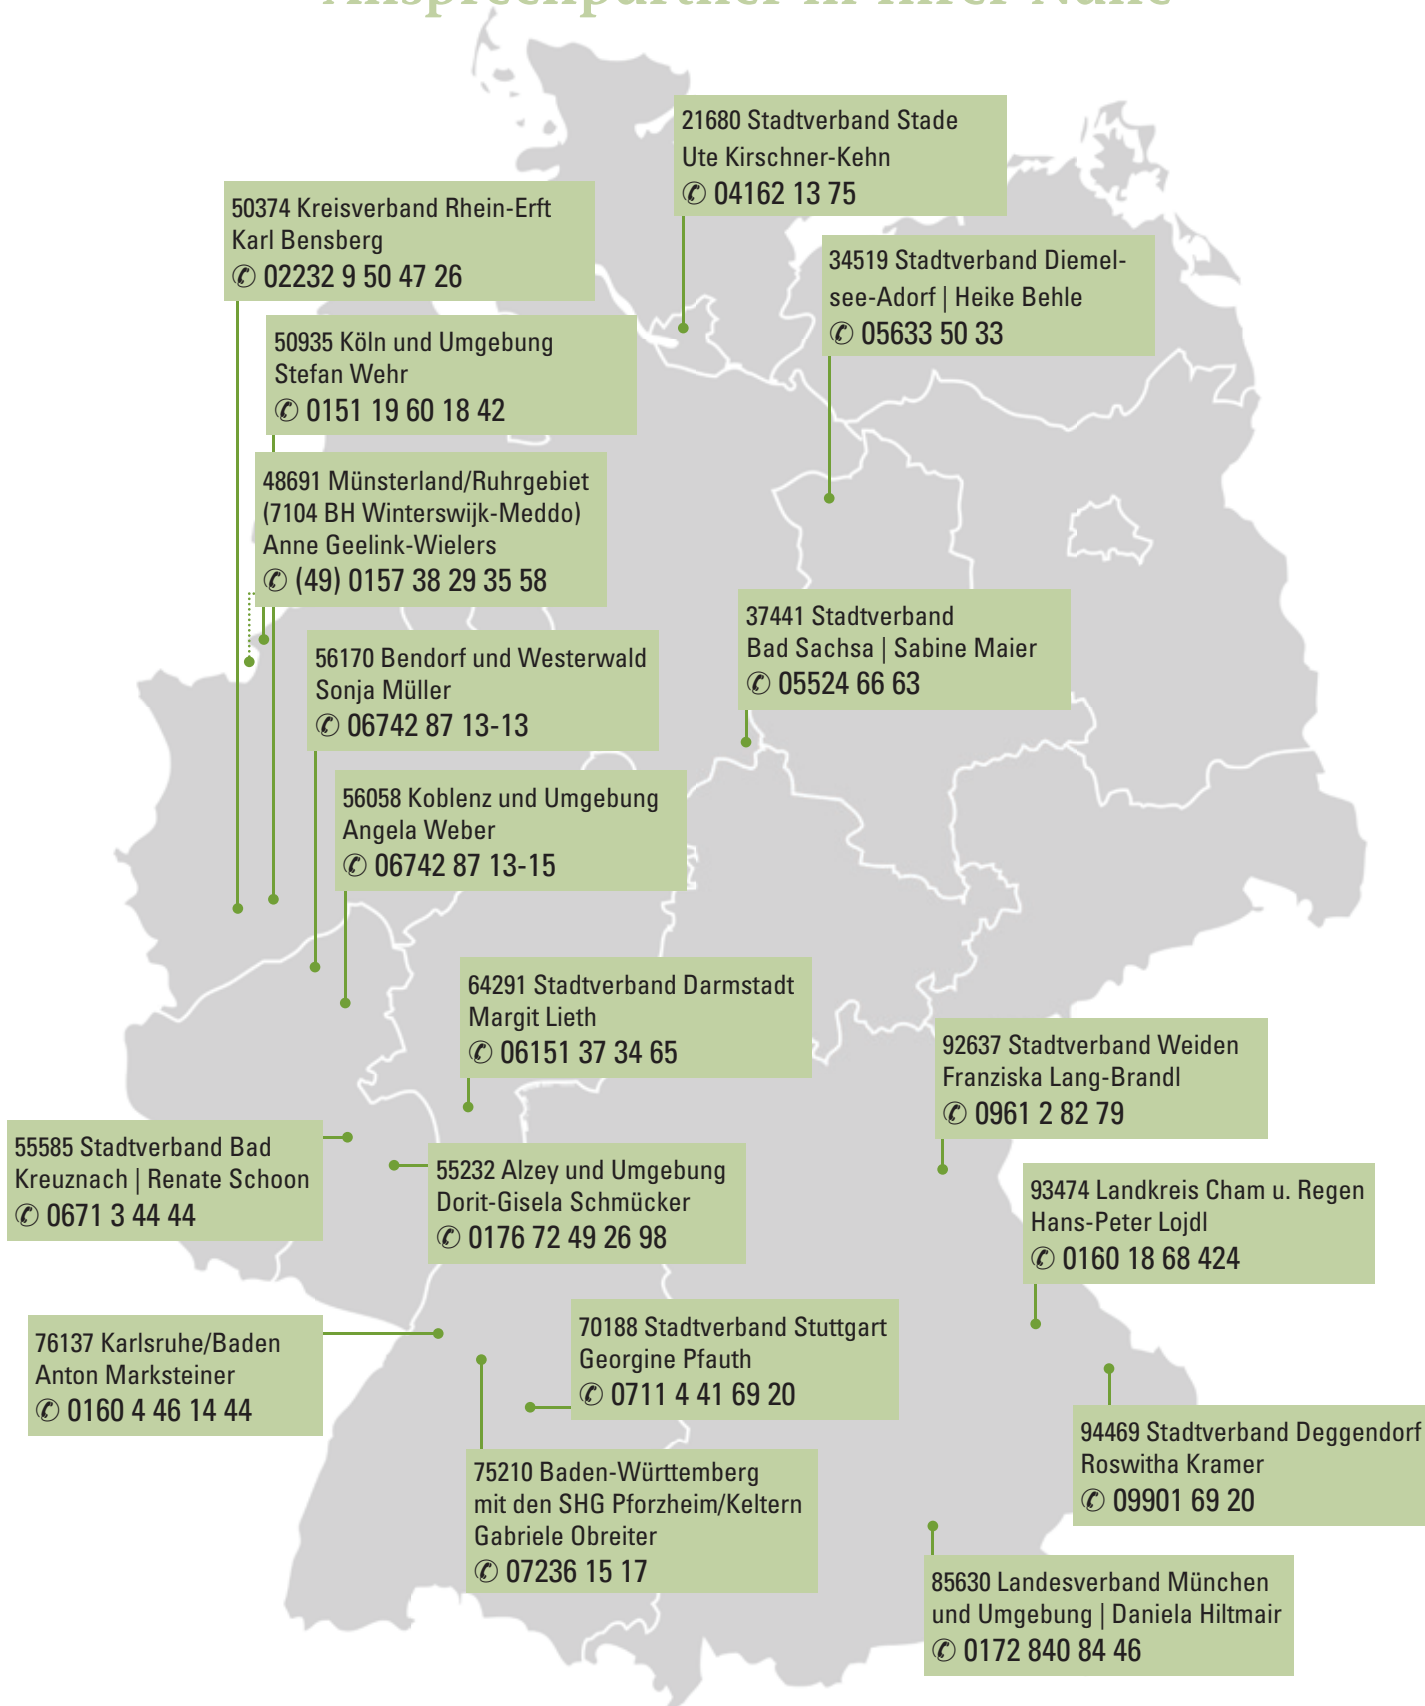 Ansprechpartner in Ihrer Nähe
21680 Stadtverband Stade
Ute Kirschner-Kehn
✆ 04162 13 75
50374 Kreisverband Rhein-Erft
Karl Bensberg
✆ 02232 9 50 47 26
34519 Stadtverband Diemel-
see-Adorf | Heike Behle
✆ 05633 50 33
50935 Köln und Umgebung
Stefan Wehr
✆ 0151 19 60 18 42
48691 Münsterland/Ruhrgebiet
(7104 BH Winterswijk-Meddo)
Anne Geelink-Wielers
✆ (49) 0157 38 29 35 58
37441 Stadtverband
Bad Sachsa | Sabine Maier
✆ 05524 66 63
56170 Bendorf und Westerwald
Sonja Müller
✆ 06742 87 13-13
56058 Koblenz und Umgebung
Angela Weber
✆ 06742 87 13-15
64291 Stadtverband Darmstadt
Margit Lieth
✆ 06151 37 34 65
92637 Stadtverband Weiden
Franziska Lang-Brandl
✆ 0961 2 82 79
55585 Stadtverband Bad
Kreuznach | Renate Schoon
✆ 0671 3 44 44
55232 Alzey und Umgebung
Dorit-Gisela Schmücker
✆ 0176 72 49 26 98
93474 Landkreis Cham u. Regen
Hans-Peter Lojdl
✆ 0160 18 68 424
76137 Karlsruhe/Baden
Anton Marksteiner
✆ 0160 4 46 14 44
70188 Stadtverband Stuttgart
Georgine Pfauth
✆ 0711 4 41 69 20
94469 Stadtverband Deggendorf
Roswitha Kramer
✆ 09901 69 20
75210 Baden-Württemberg
mit den SHG Pforzheim/Keltern
Gabriele Obreiter
✆ 07236 15 17
85630 Landesverband München
und Umgebung | Daniela Hiltmair
✆ 0172 840 84 46